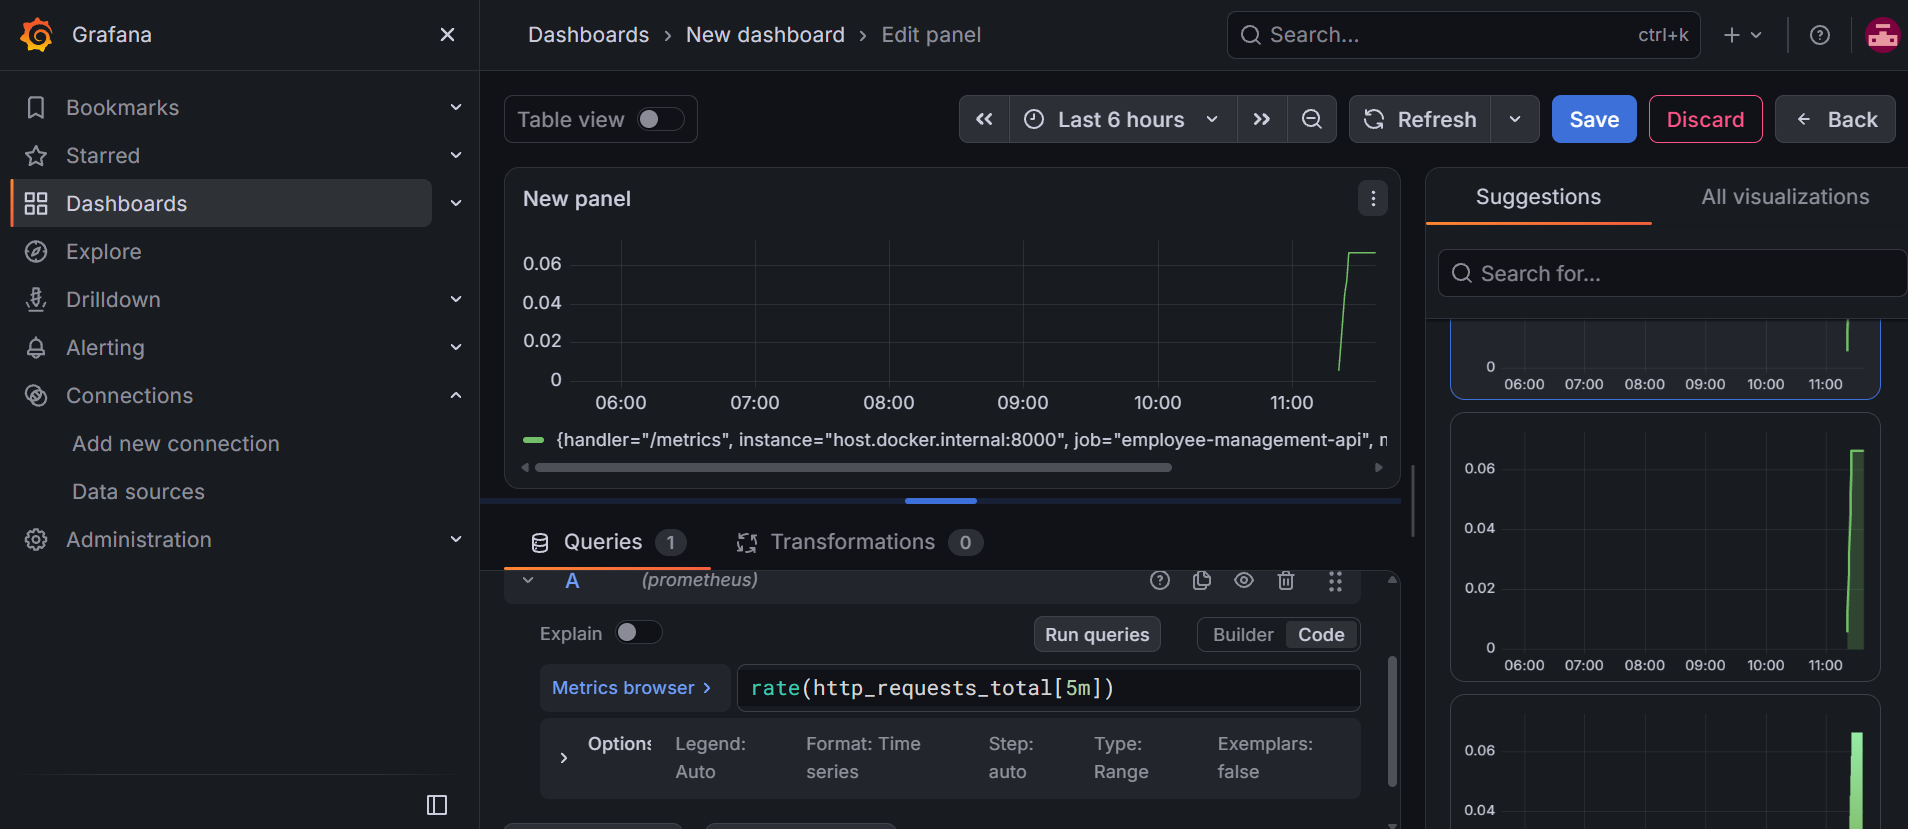 Grafana
Dashboards › New dashboard › Edit panel
Search...
ctrl+k
Bookmarks
Starred
Dashboards
Explore
Drilldown
Alerting
Connections
Add new connection
Data sources
Administration
Table view
Last 6 hours
Refresh
Save
Discard
Back
New panel
0.06
0.04
0.02
0
06:00 07:00 08:00 09:00 10:00 11:00
{handler="/metrics", instance="host.docker.internal:8000", job="employee-management-api", m
Queries 1
Transformations 0
A (prometheus)
Explain
Run queries
Builder Code
Metrics browser ›
rate(http_requests_total[5m])
Options
Legend: Auto
Format: Time series
Step: auto
Type: Range
Exemplars: false
Suggestions
All visualizations
Search for...
0
06:00 07:00 08:00 09:00 10:00 11:00
0.06
0.04
0.02
0
06:00 07:00 08:00 09:00 10:00 11:00
0.06
0.04